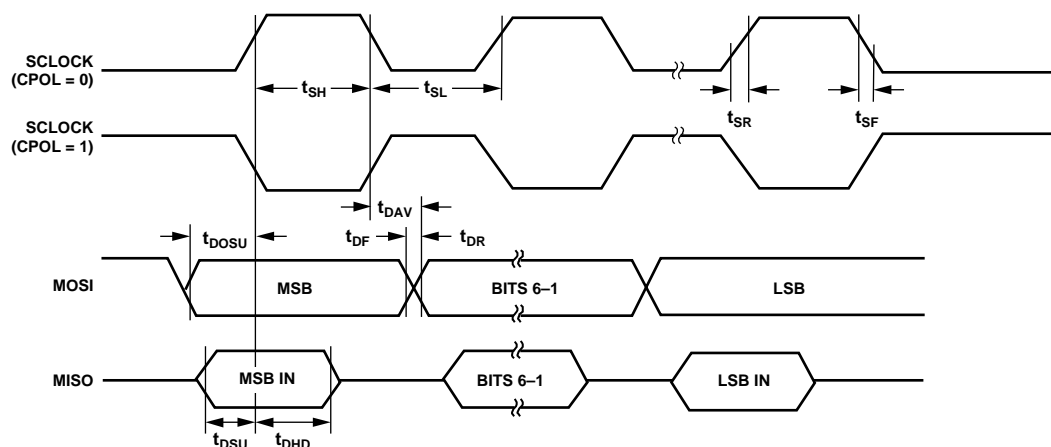 SCLOCK
(CPOL = 0)
tSH
tSL
tSR
tSF
SCLOCK
(CPOL = 1)
tDAV
tDOSU
tDF
tDR
MOSI
MSB
BITS 6–1
LSB
MISO
MSB IN
BITS 6–1
LSB IN
tDSU
tDHD